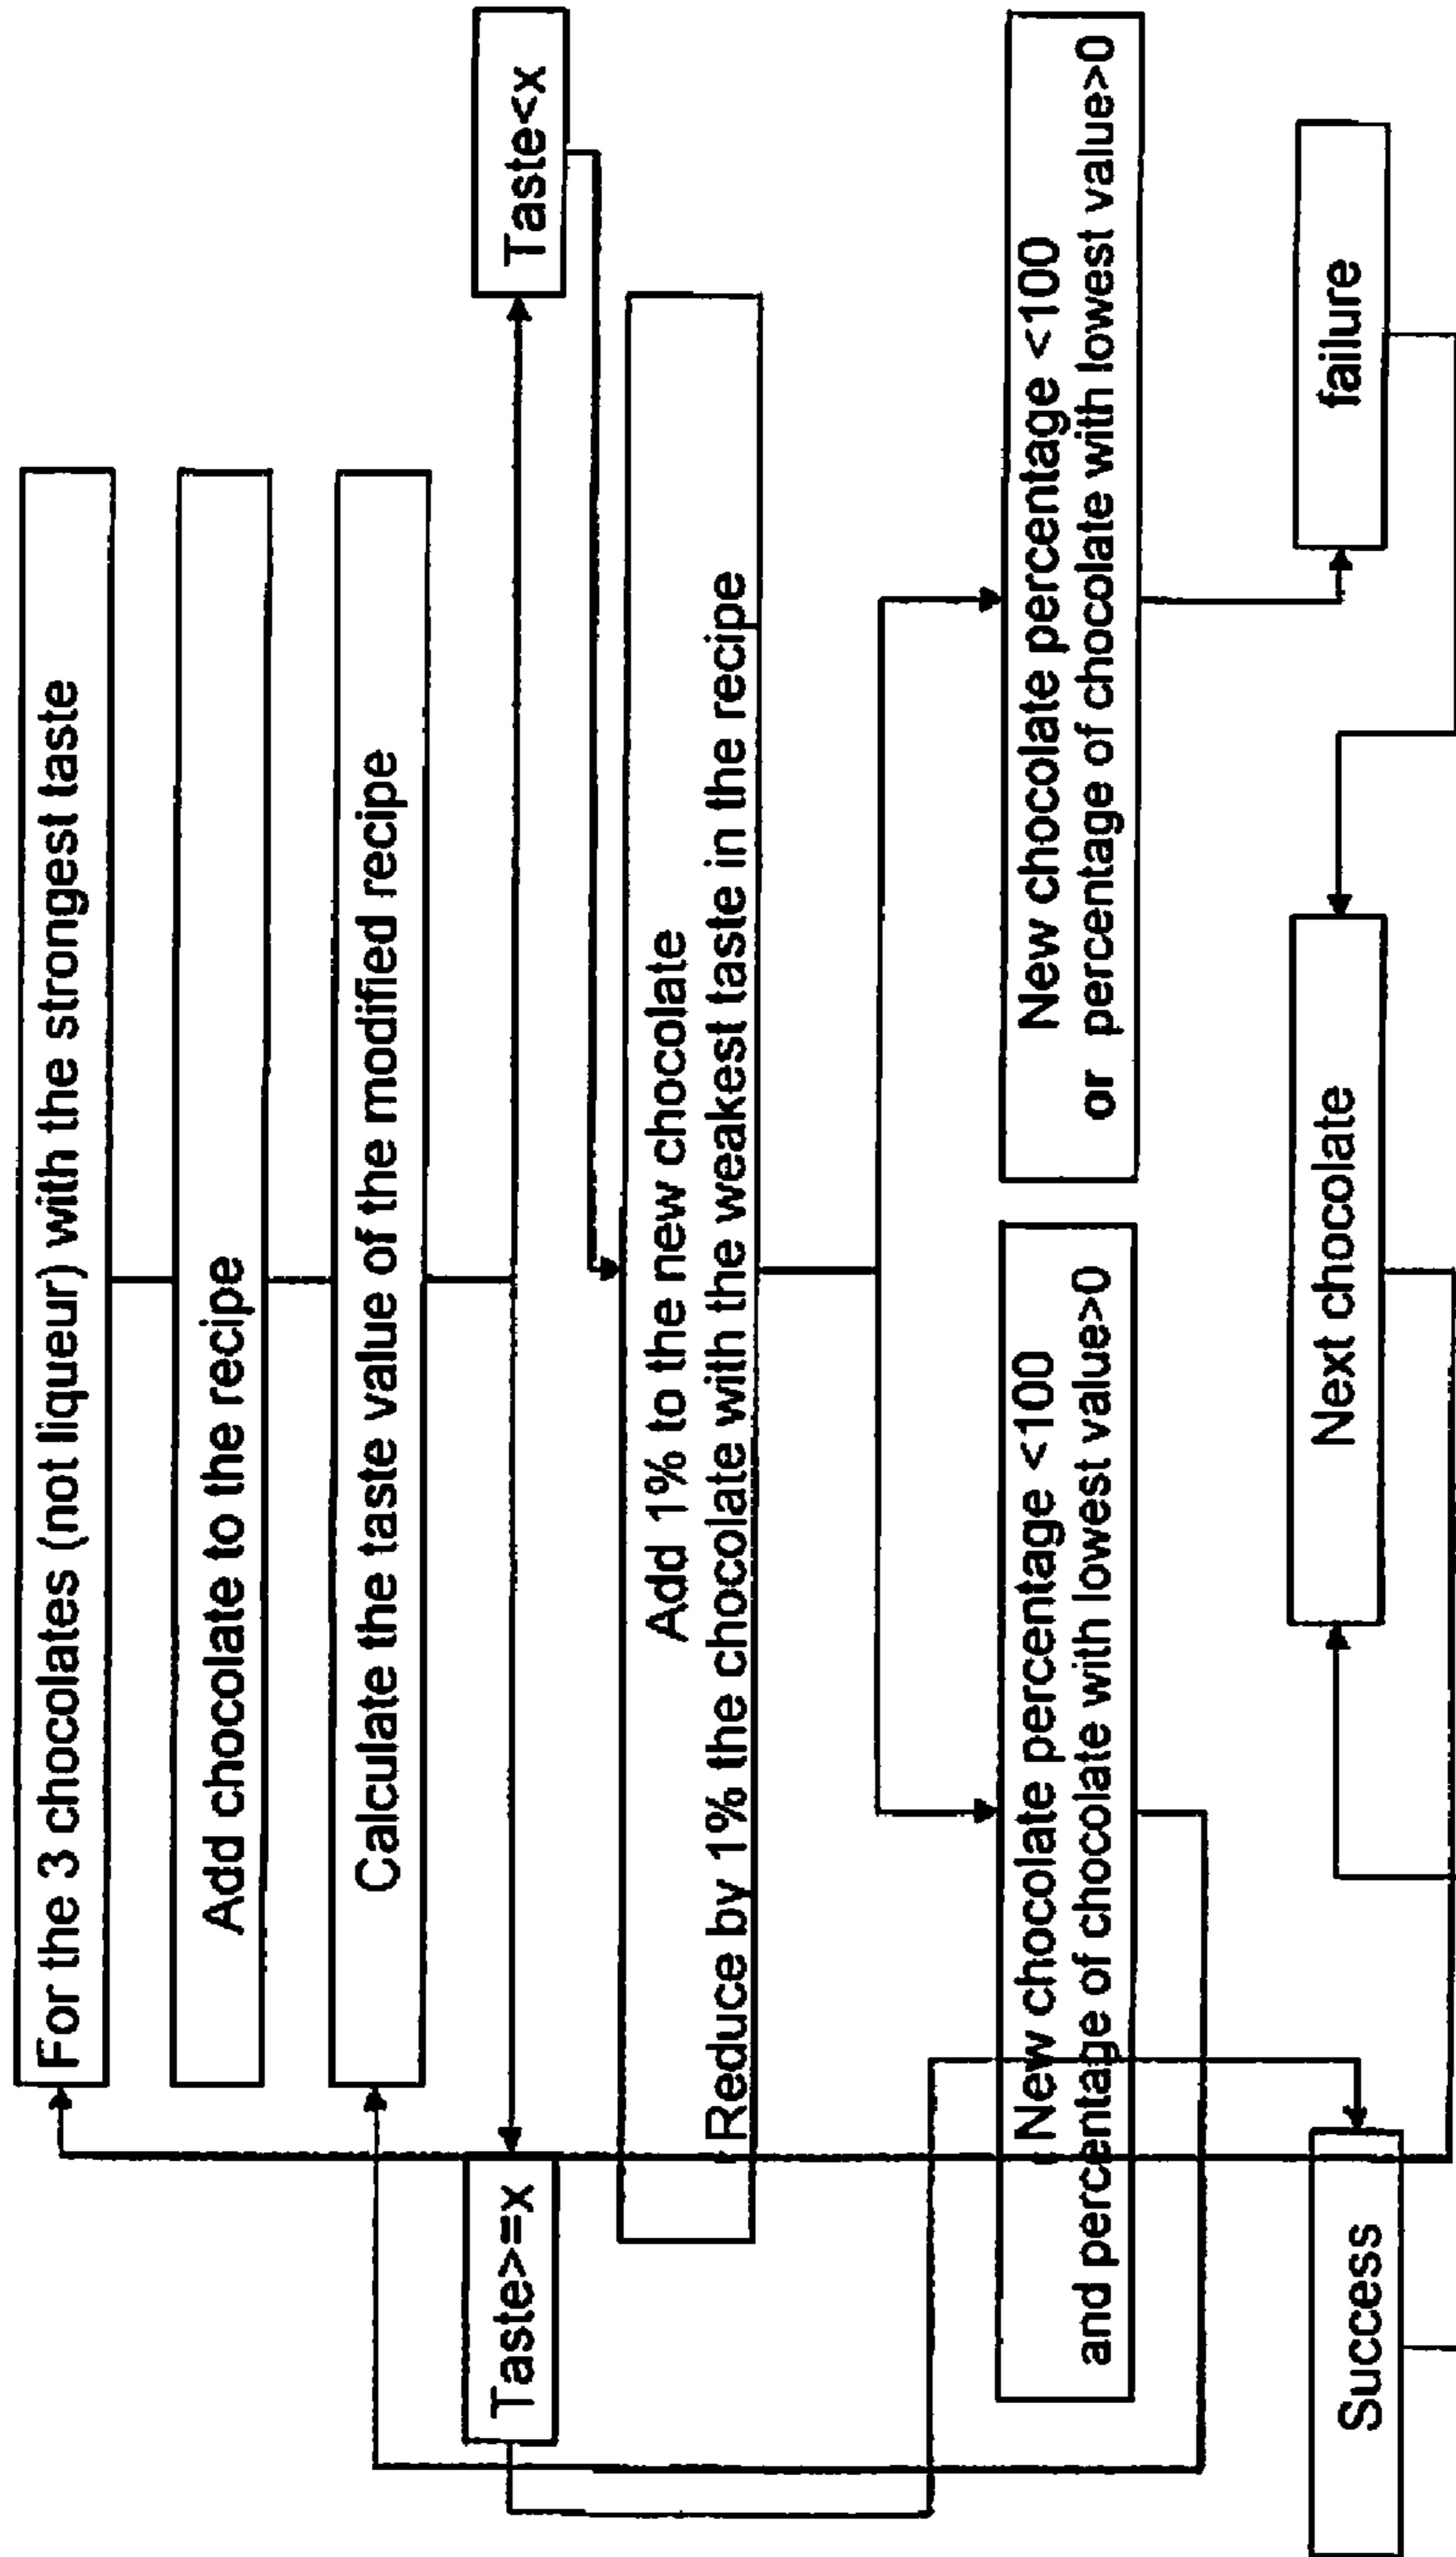 For the 3 chocolates (not liqueur) with the strongest taste
Add chocolate to the recipe
Calculate the taste value of the modified recipe
Taste>=x
Taste<x
Add 1% to the new chocolate
Reduce by 1% the chocolate with the weakest taste in the recipe
New chocolate percentage <100
and percentage of chocolate with lowest value>0
New chocolate percentage <100
or percentage of chocolate with lowest value>0
Success
Next chocolate
failure